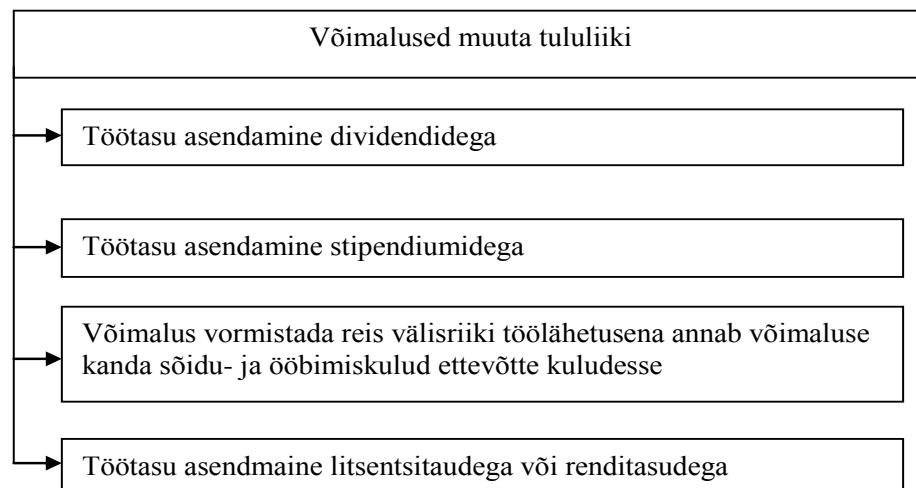 Võimalused muuta tululiiki
Töötasu asendamine dividendidega
Töötasu asendamine stipendiumidega
Võimalus vormistada reis välisriiki töölähetusena annab võimaluse
kanda sõidu- ja ööbimiskulud ettevõtte kuludesse
Töötasu asendmaine litsentsitaudega või renditasudega